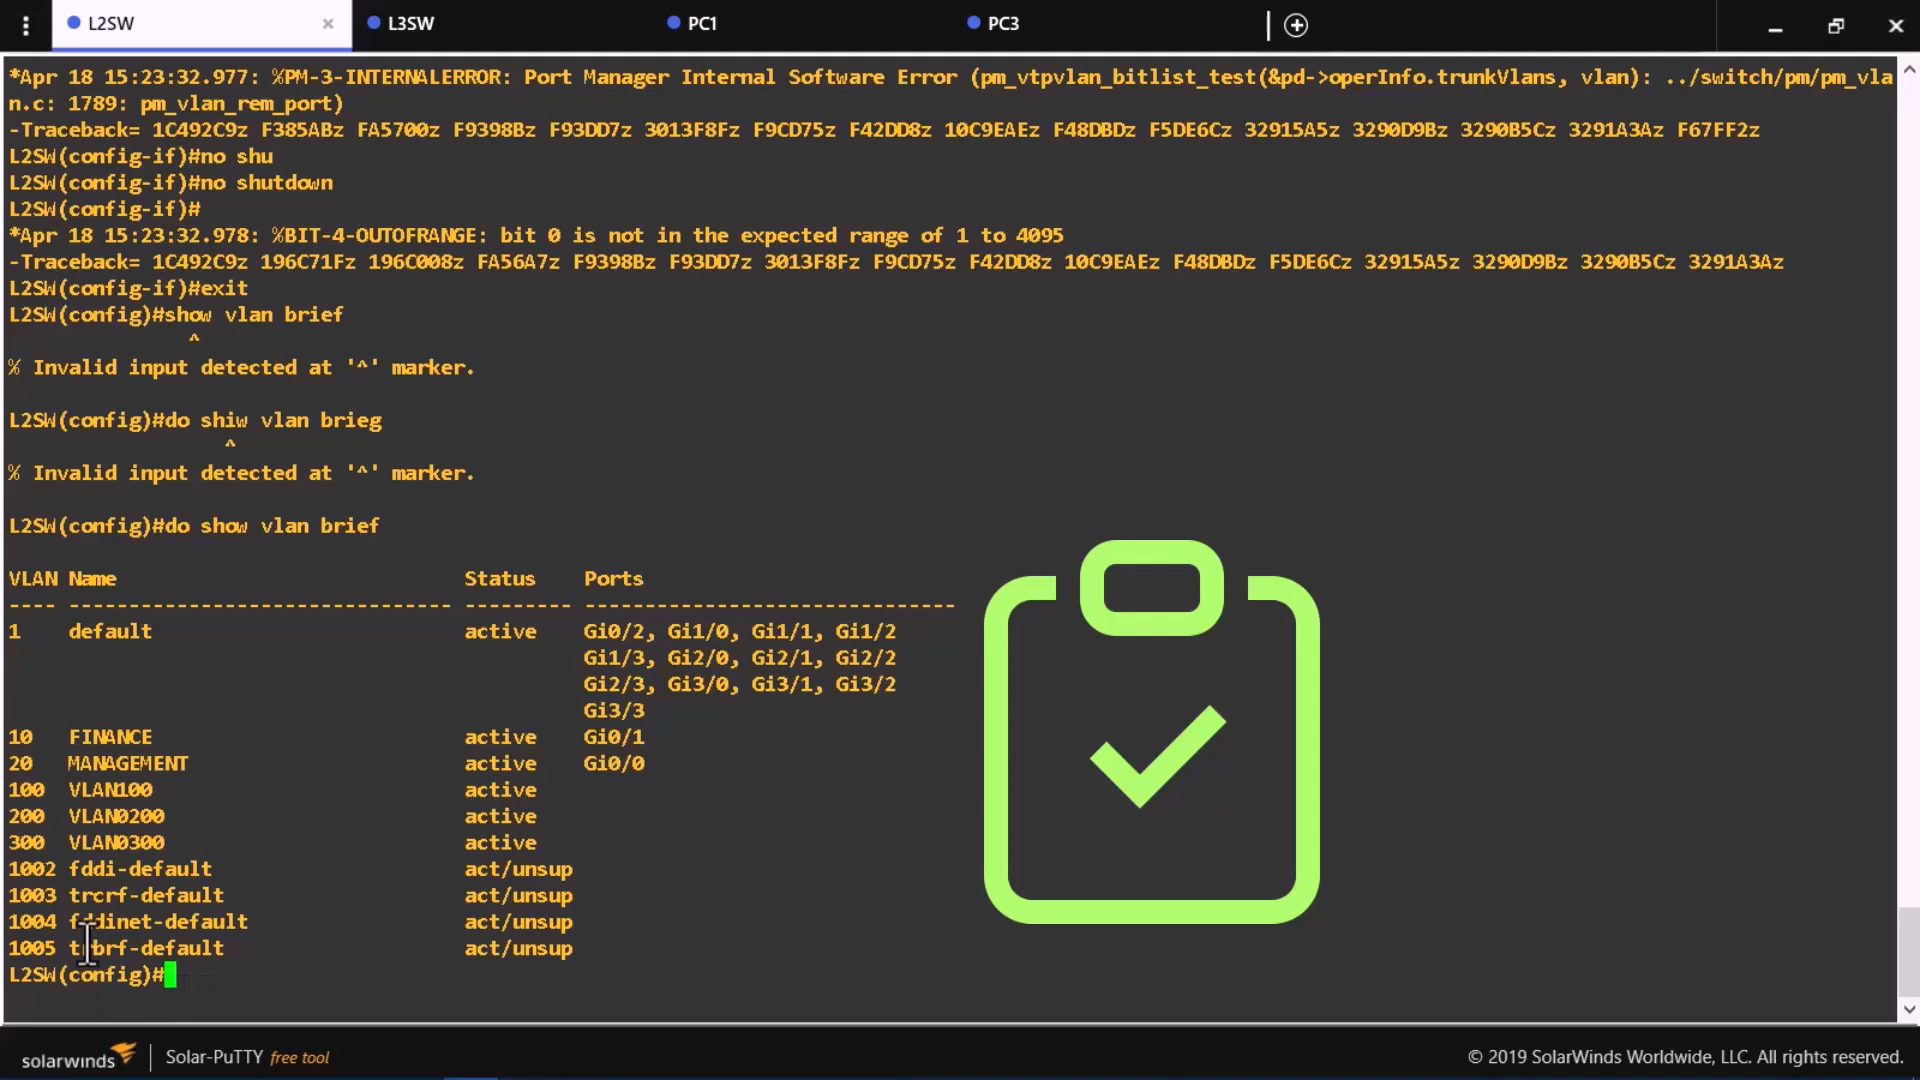 L2SW
L3SW
PC1
PC3
*Apr 18 15:23:32.977: %PM-3-INTERNALERROR: Port Manager Internal Software Error (pm_vtpvlan_bitlist_test(&pd->operInfo.trunkVlans, vlan): ../switch/pm/pm_vla
n.c: 1789: pm_vlan_rem_port)
-Traceback= 1C492C9z F385ABz FA5700z F9398Bz F93DD7z 3013F8Fz F9CD75z F42DD8z 10C9EAEz F48DBDz F5DE6Cz 32915A5z 3290D9Bz 3290B5Cz 3291A3Az F67FF2z
L2SW(config-if)#no shu
L2SW(config-if)#no shutdown
L2SW(config-if)#
*Apr 18 15:23:32.978: %BIT-4-OUTOFRANGE: bit 0 is not in the expected range of 1 to 4095
-Traceback= 1C492C9z 196C71Fz 196C008z FA56A7z F9398Bz F93DD7z 3013F8Fz F9CD75z F42DD8z 10C9EAEz F48DBDz F5DE6Cz 32915A5z 3290D9Bz 3290B5Cz 3291A3Az
L2SW(config-if)#exit
L2SW(config)#show vlan brief
^
% Invalid input detected at '^' marker.
L2SW(config)#do shiw vlan brieg
^
% Invalid input detected at '^' marker.
L2SW(config)#do show vlan brief
VLAN Name Status Ports
---- -------------------------------- --------- -------------------------------
1 default active Gi0/2, Gi1/0, Gi1/1, Gi1/2
Gi1/3, Gi2/0, Gi2/1, Gi2/2
Gi2/3, Gi3/0, Gi3/1, Gi3/2
Gi3/3
10 FINANCE active Gi0/1
20 MANAGEMENT active Gi0/0
100 VLAN100 active
200 VLAN0200 active
300 VLAN0300 active
1002 fddi-default act/unsup
1003 trcrf-default act/unsup
1004 fddinet-default act/unsup
1005 trbrf-default act/unsup
L2SW(config)#
solarwinds
Solar-PuTTY free tool
© 2019 SolarWinds Worldwide, LLC. All rights reserved.